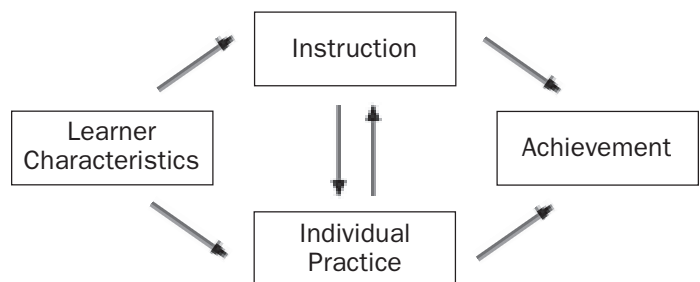 Instruction
Learner
Characteristics
Achievement
Individual
Practice